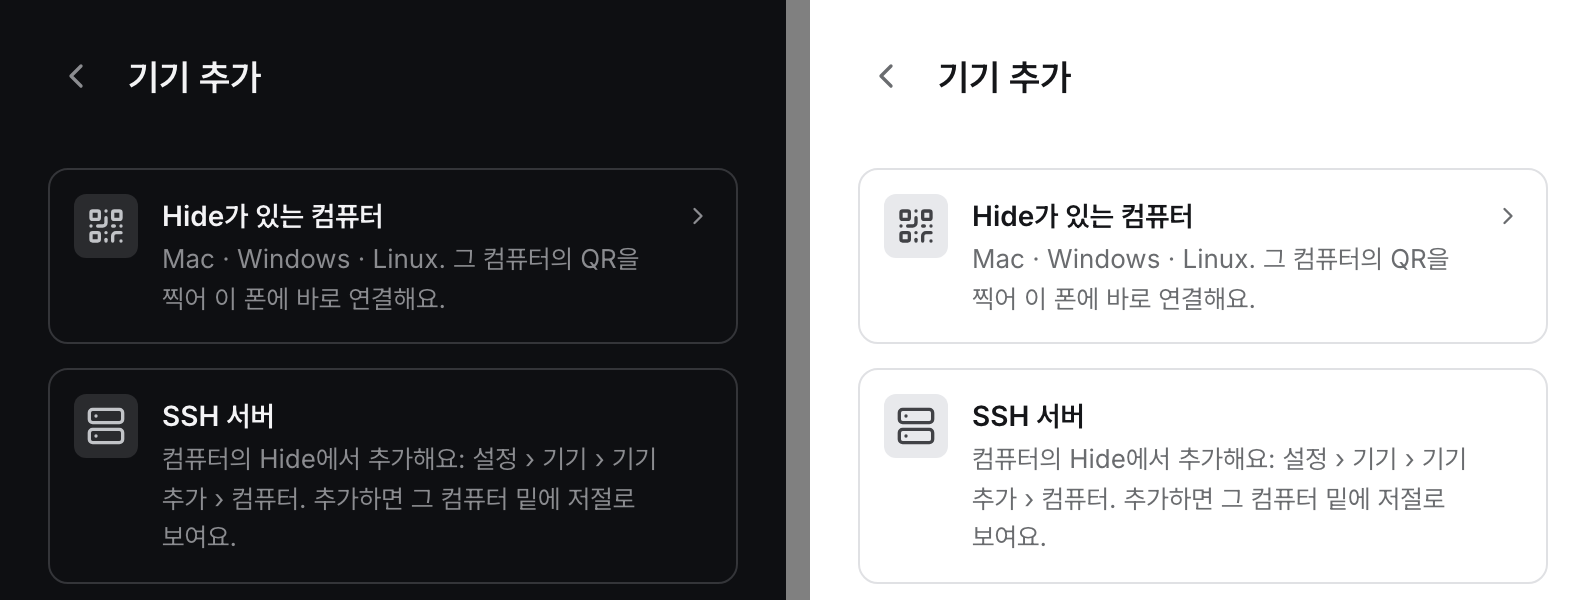 기기 추가
Hide가 있는 컴퓨터
Mac · Windows · Linux. 그 컴퓨터의 QR을
찍어 이 폰에 바로 연결해요.
SSH 서버
컴퓨터의 Hide에서 추가해요: 설정 › 기기 › 기기
추가 › 컴퓨터. 추가하면 그 컴퓨터 밑에 저절로
보여요.
기기 추가
Hide가 있는 컴퓨터
Mac · Windows · Linux. 그 컴퓨터의 QR을
찍어 이 폰에 바로 연결해요.
SSH 서버
컴퓨터의 Hide에서 추가해요: 설정 › 기기 › 기기
추가 › 컴퓨터. 추가하면 그 컴퓨터 밑에 저절로
보여요.